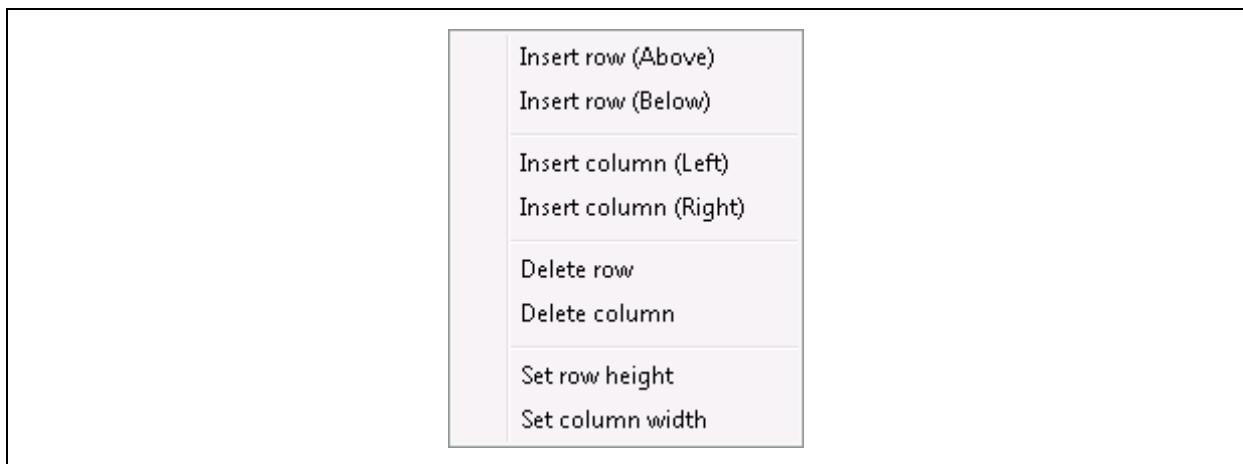 Insert row (Above)
Insert row (Below)
Insert column (Left)
Insert column (Right)
Delete row
Delete column
Set row height
Set column width